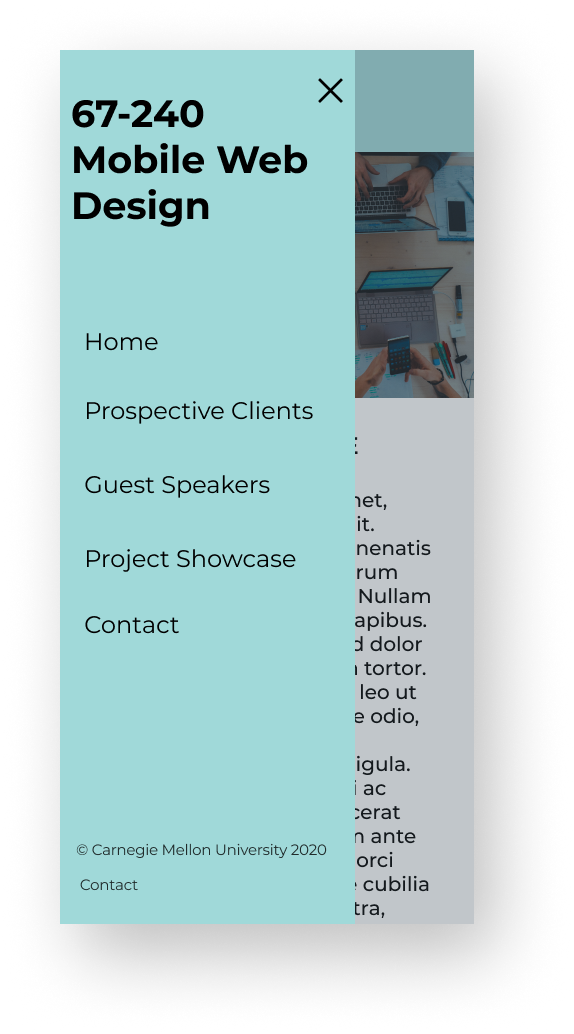 67-240
Mobile Web
Design
Home
Prospective Clients
Guest Speakers
Project Showcase
Contact
© Carnegie Mellon University 2020
Contact
E
net,
it.
nenatis
rum
Nullam
apibus.
d dolor
tortor.
leo ut
e odio,
igula.
i ac
cerat
n ante
orci
cubilia
tra,